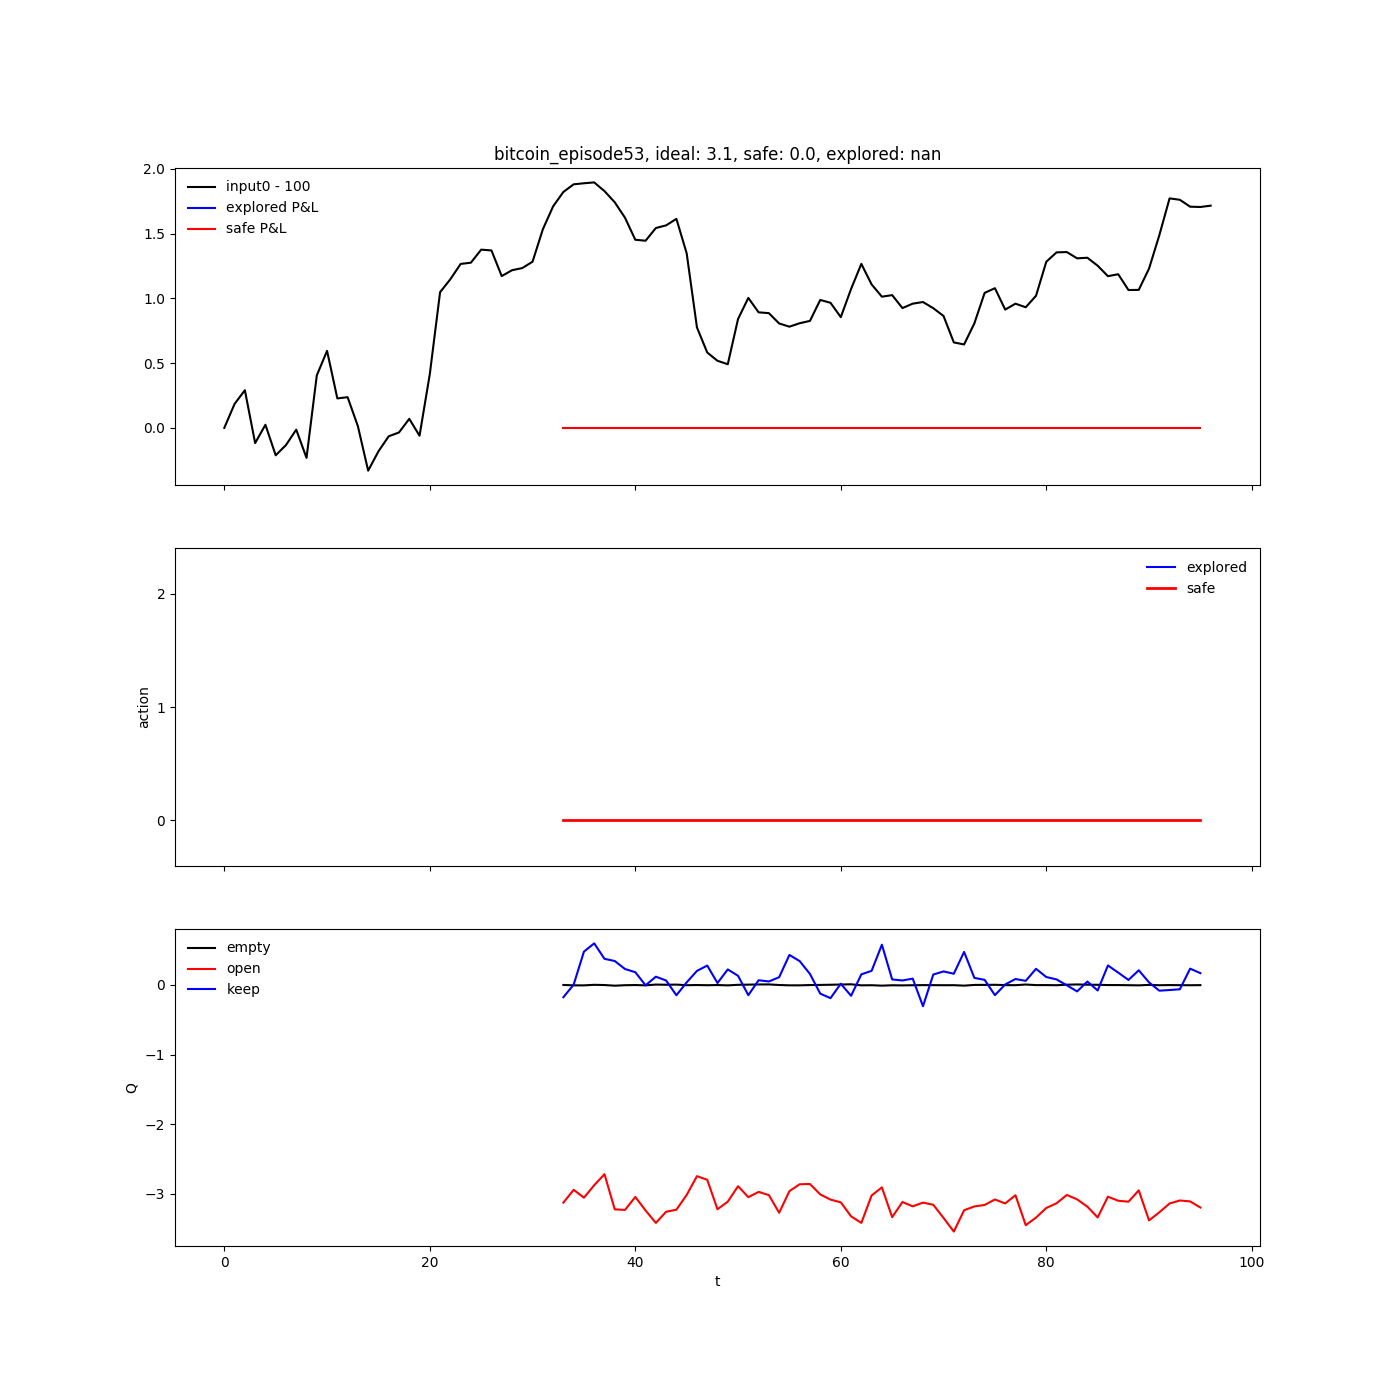 bitcoin_episode53, ideal: 3.1, safe: 0.0, explored: nan
2.0
1.5
1.0
0.5
0.0
input0 - 100
explored P&L
safe P&L
action
2
1
0
explored
safe
Q
0
−1
−2
−3
empty
open
keep
0 20 40 60 80 100
t